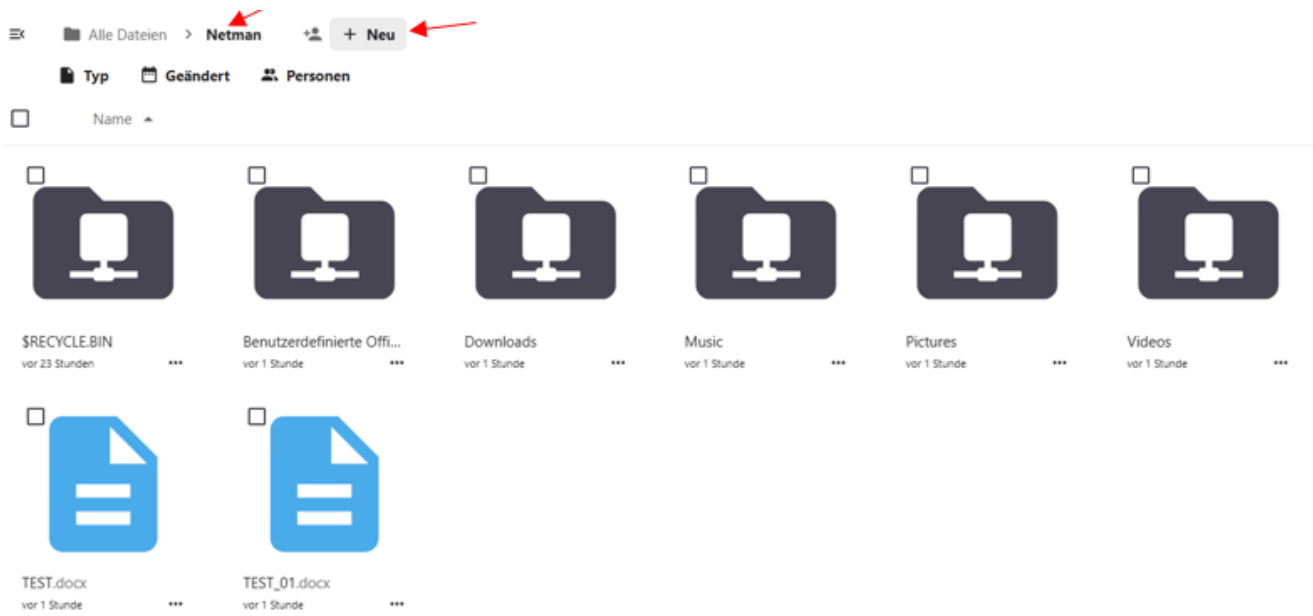 Alle Dateien > Netman + Neu
Typ Geändert Personen
Name
$RECYCLE.BIN Benutzerdefinierte Offi... Downloads Music Pictures Videos
vor 23 Stunden ... vor 1 Stunde ... vor 1 Stunde ... vor 1 Stunde ... vor 1 Stunde ... vor 1 Stunde ...
TEST.docx TEST_01.docx
vor 1 Stunde ... vor 1 Stunde ...